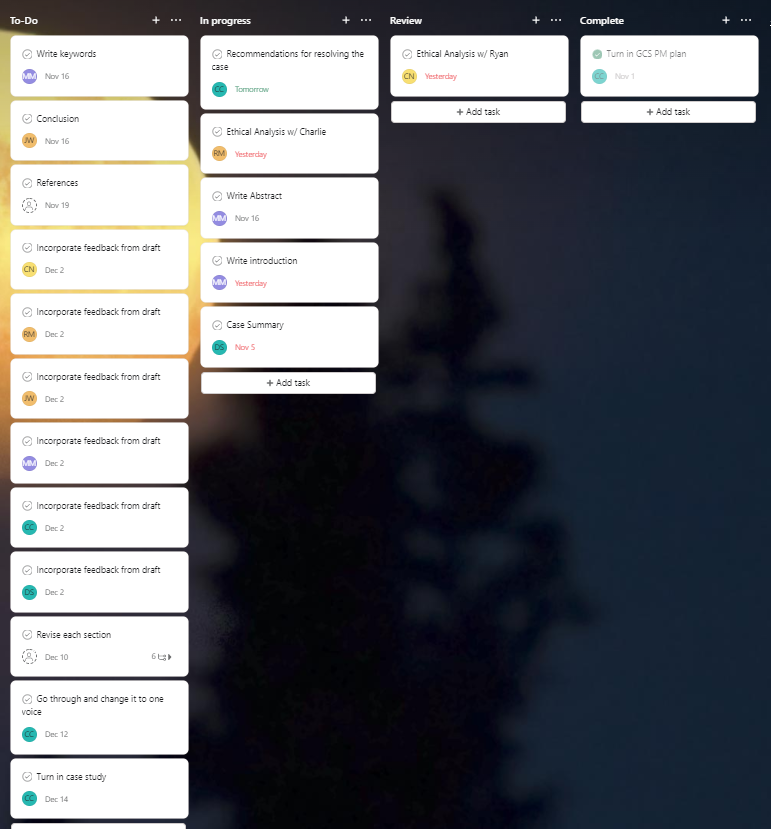 To-Do
Write keywords
MM Nov 16
Conclusion
JW Nov 16
References
Nov 19
Incorporate feedback from draft
CN Dec 2
Incorporate feedback from draft
RM Dec 2
Incorporate feedback from draft
JW Dec 2
Incorporate feedback from draft
MM Dec 2
Incorporate feedback from draft
CC Dec 2
Incorporate feedback from draft
DS Dec 2
Revise each section
Dec 10 6
Go through and change it to one
voice
CC Dec 12
Turn in case study
CC Dec 14
In progress
Recommendations for resolving the
case
CC Tomorrow
Ethical Analysis w/ Charlie
RM Yesterday
Write Abstract
MM Nov 16
Write introduction
MM Yesterday
Case Summary
DS Nov 5
+ Add task
Review
Ethical Analysis w/ Ryan
CN Yesterday
+ Add task
Complete
Turn in GCS PM plan
CC Nov 1
+ Add task